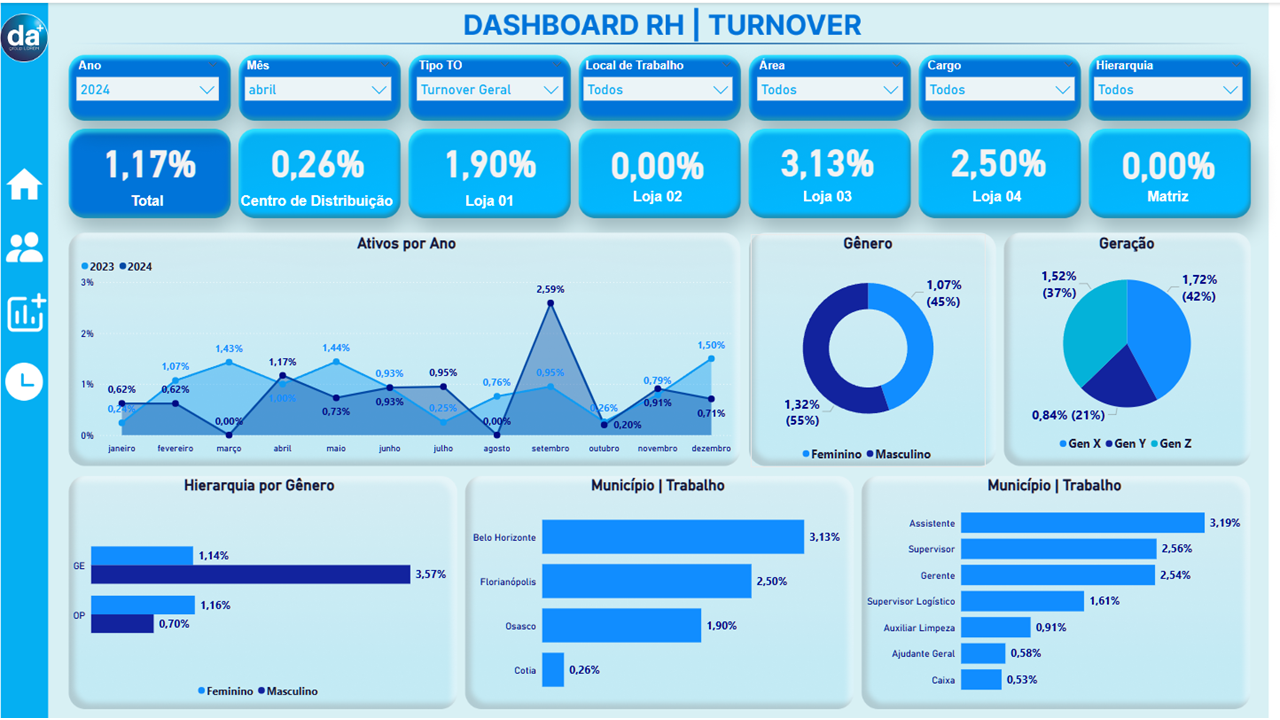 da+
DASHBOARD RH | TURNOVER
Ano
2024
Mês
abril
Tipo TO
Turnover Geral
Local de Trabalho
Todos
Área
Todos
Cargo
Todos
Hierarquia
Todos
1,17%
Total
0,26%
Centro de Distribuição
1,90%
Loja 01
0,00%
Loja 02
3,13%
Loja 03
2,50%
Loja 04
0,00%
Matriz
Ativos por Ano
2023 2024
3%
2%
1%
0%
0,62%
0,24%
1,07%
0,62%
1,43%
0,00%
1,17%
1,00%
1,44%
0,73%
0,93%
0,93%
0,95%
0,25%
0,76%
0,00%
2,59%
0,95%
0,26%
0,20%
0,79%
0,91%
1,50%
0,71%
janeiro fevereiro março abril maio junho julho agosto setembro outubro novembro dezembro
Gênero
1,07%
(45%)
1,32%
(55%)
Feminino Masculino
Geração
1,52%
(37%)
1,72%
(42%)
0,84% (21%)
Gen X Gen Y Gen Z
Hierarquia por Gênero
GE
1,14%
3,57%
OP
1,16%
0,70%
Feminino Masculino
Município | Trabalho
Belo Horizonte 3,13%
Florianópolis 2,50%
Osasco 1,90%
Cotia 0,26%
Município | Trabalho
Assistente 3,19%
Supervisor 2,56%
Gerente 2,54%
Supervisor Logístico 1,61%
Auxiliar Limpeza 0,91%
Ajudante Geral 0,58%
Caixa 0,53%